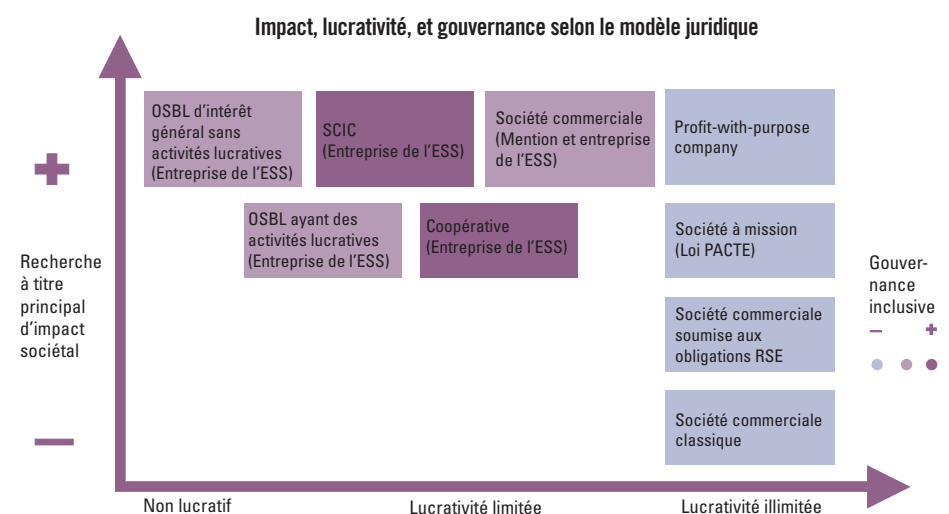 Impact, lucrativité, et gouvernance selon le modèle juridique
OSBL d'intérêt
général sans
activités lucratives
(Entreprise de l'ESS)
SCIC
(Entreprise de l'ESS)
Société commerciale
(Mention et entreprise
de l'ESS)
Profit-with-purpose
company
OSBL ayant des
activités lucratives
(Entreprise de l'ESS)
Coopérative
(Entreprise de l'ESS)
Société à mission
(Loi PACTE)
Société commerciale
soumise aux
obligations RSE
Société commerciale
classique
+
Recherche
à titre
principal
d'impact
sociétal
–
Gouver-
nance
inclusive
– +
Non lucratif
Lucrativité limitée
Lucrativité illimitée